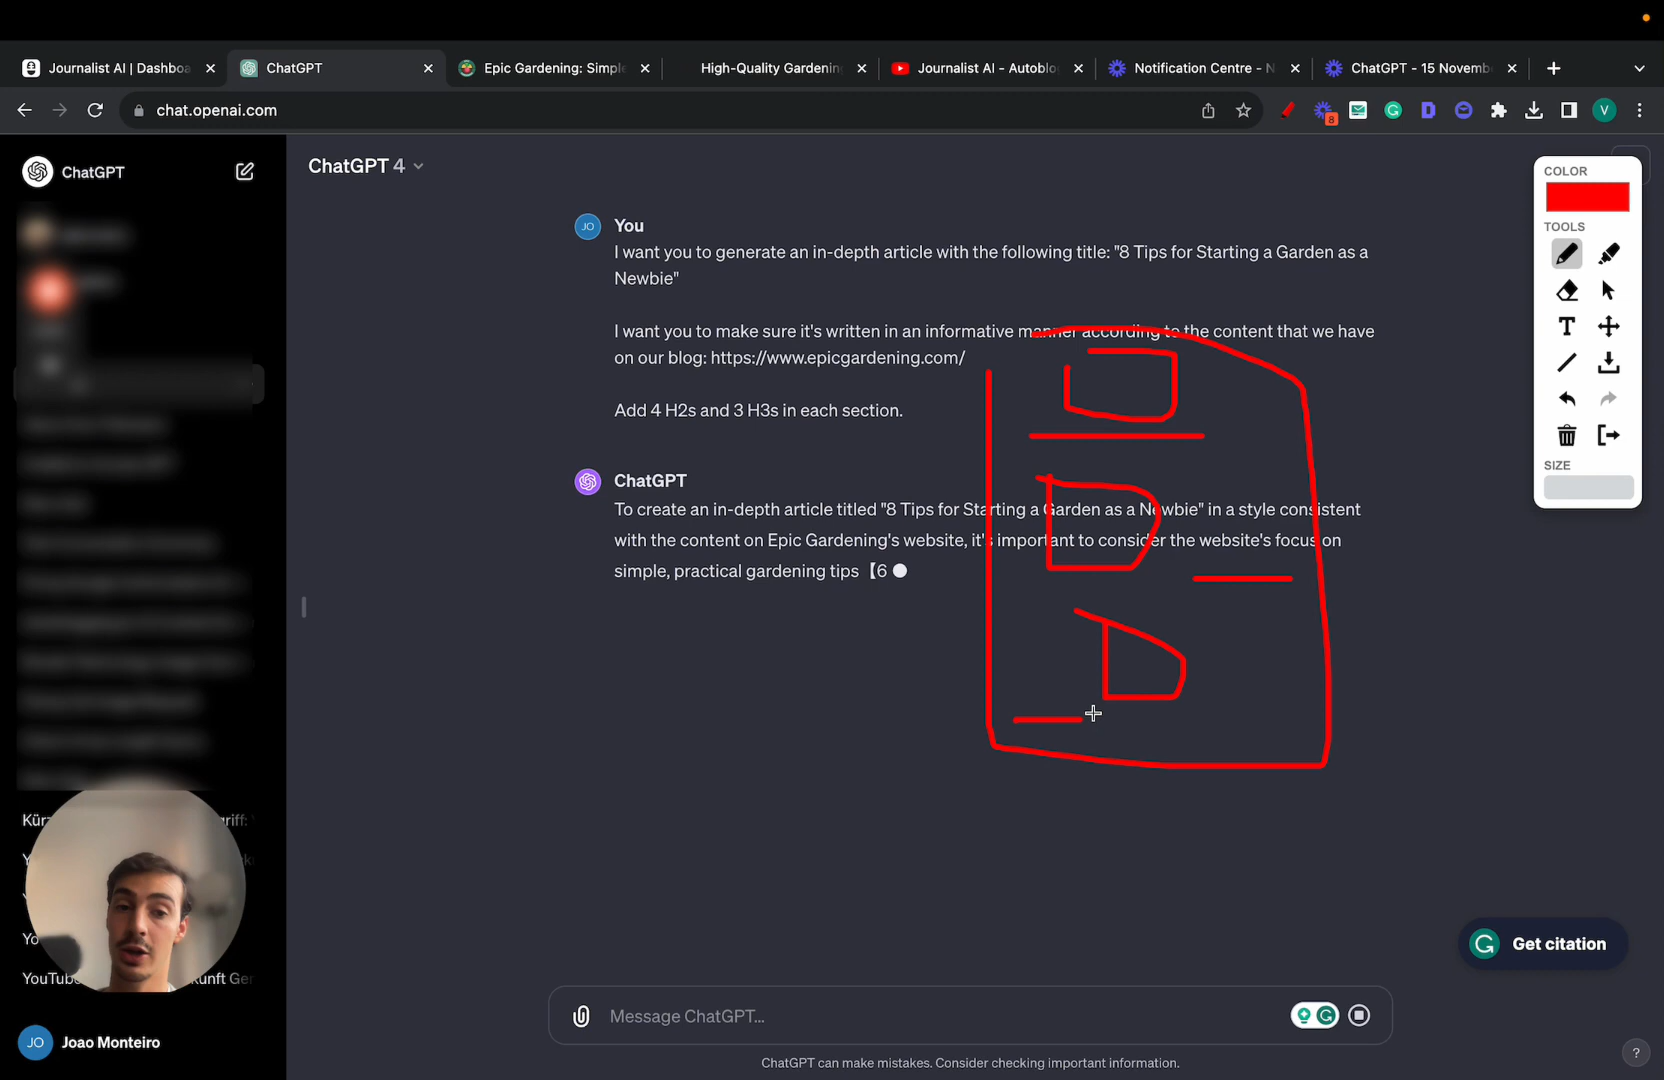 Journalist AI | Dashboa
ChatGPT
Epic Gardening: Simple
High-Quality Gardening
Journalist AI - Autoblo
Notification Centre - N
ChatGPT - 15 Novemb
chat.openai.com
8
V
ChatGPT
ChatGPT 4
COLOR
TOOLS
T
SIZE
JO
You
I want you to generate an in-depth article with the following title: "8 Tips for Starting a Garden as a
Newbie"
I want you to make sure it's written in an informative manner according to the content that we have
on our blog: https://www.epicgardening.com/
Add 4 H2s and 3 H3s in each section.
ChatGPT
To create an in-depth article titled "8 Tips for Starting a Garden as a Newbie" in a style consistent
with the content on Epic Gardening's website, it's important to consider the website's focus on
simple, practical gardening tips 【6
Get citation
Message ChatGPT...
ChatGPT can make mistakes. Consider checking important information.
?
JO
Joao Monteiro